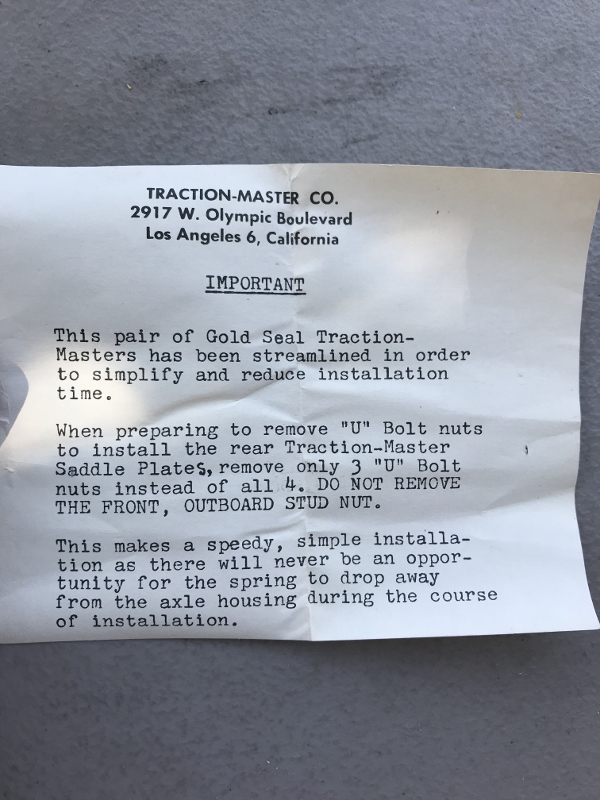 TRACTION-MASTER CO.
2917 W. Olympic Boulevard
Los Angeles 6, California
IMPORTANT
This pair of Gold Seal Traction-
Masters has been streamlined in order
to simplify and reduce installation
time.
When preparing to remove "U" Bolt nuts
to install the rear Traction-Master
Saddle Plates, remove only 3 "U" Bolt
nuts instead of all 4. DO NOT REMOVE
THE FRONT, OUTBOARD STUD NUT.
This makes a speedy, simple installa-
tion as there will never be an oppor-
tunity for the spring to drop away
from the axle housing during the course
of installation.